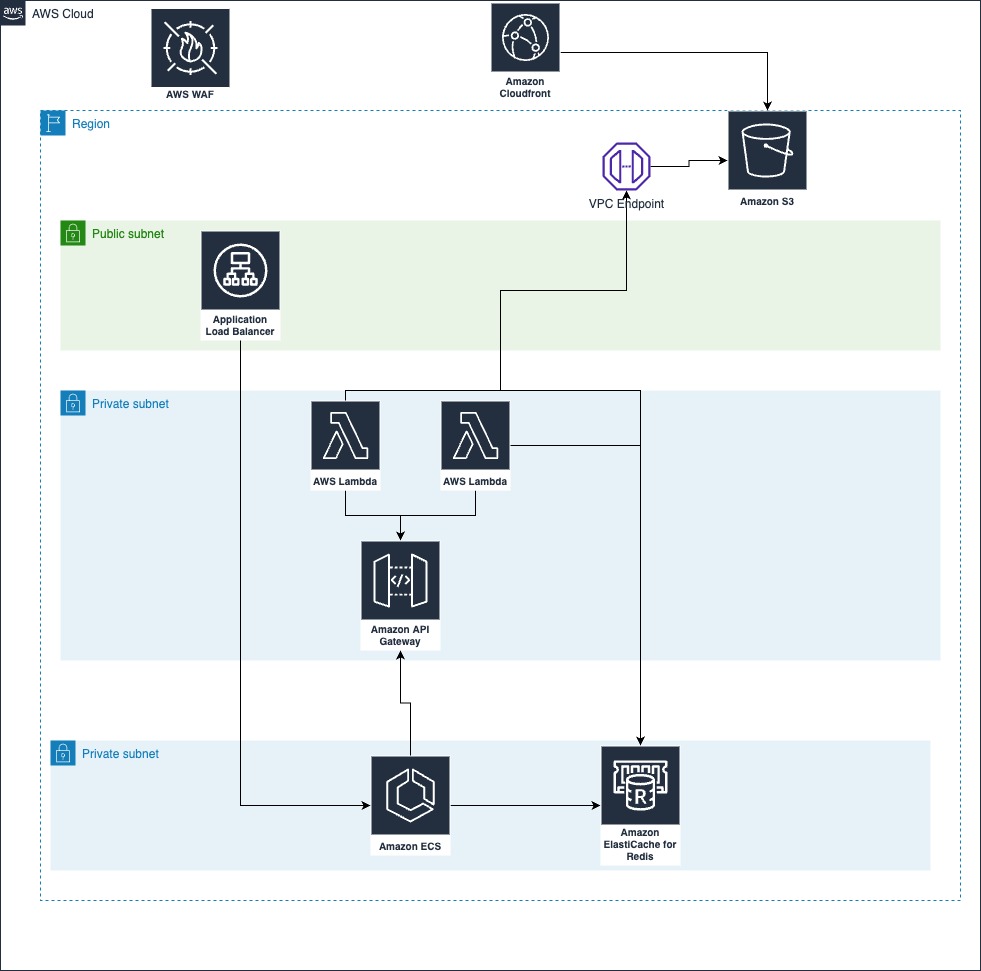 aws
AWS Cloud
AWS WAF
Amazon
Cloudfront
Region
VPC Endpoint
Amazon S3
Public subnet
Application
Load Balancer
Private subnet
AWS Lambda
AWS Lambda
</>
Amazon API
Gateway
Private subnet
R
Amazon ECS
Amazon
ElastiCache for
Redis